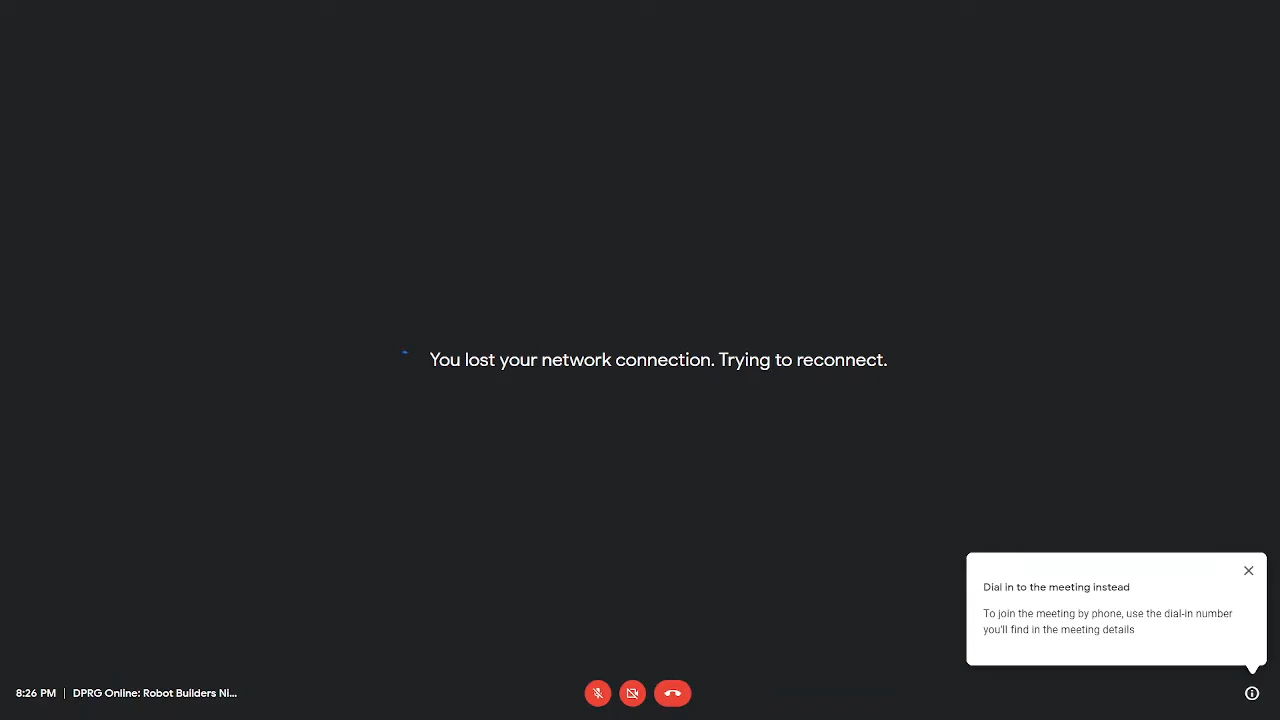 You lost your network connection. Trying to reconnect.
Dial in to the meeting instead
To join the meeting by phone, use the dial-in number
you'll find in the meeting details
8:26 PM | DPRG Online: Robot Builders Ni...